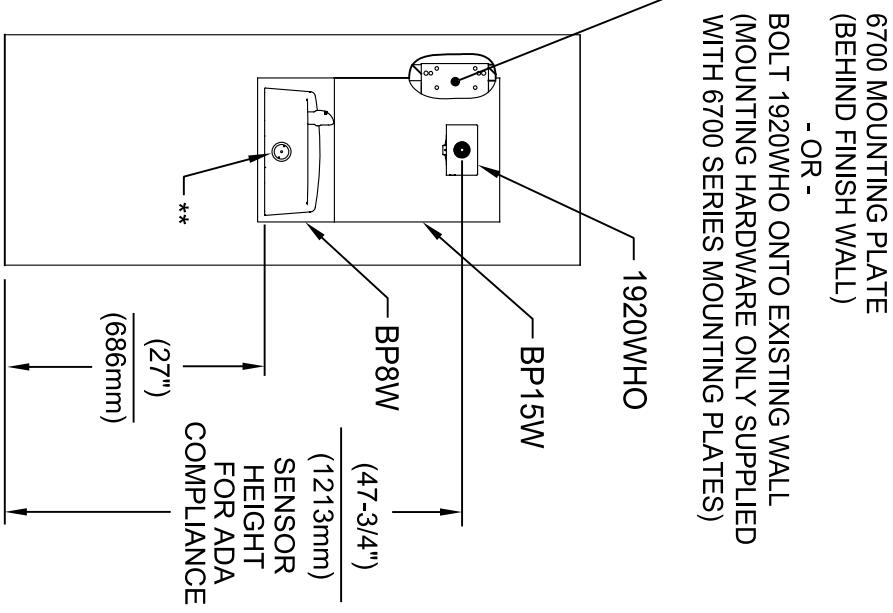 6700 MOUNTING PLATE
(BEHIND FINISH WALL)
- OR -
BOLT 1920WHO ONTO EXISTING WALL
(MOUNTING HARDWARE ONLY SUPPLIED
WITH 6700 SERIES MOUNTING PLATES)
1920WHO
BP15W
BP8W
**
(27")
(686mm)
(47-3/4")
(1213mm)
SENSOR
HEIGHT
FOR ADA
COMPLIANCE